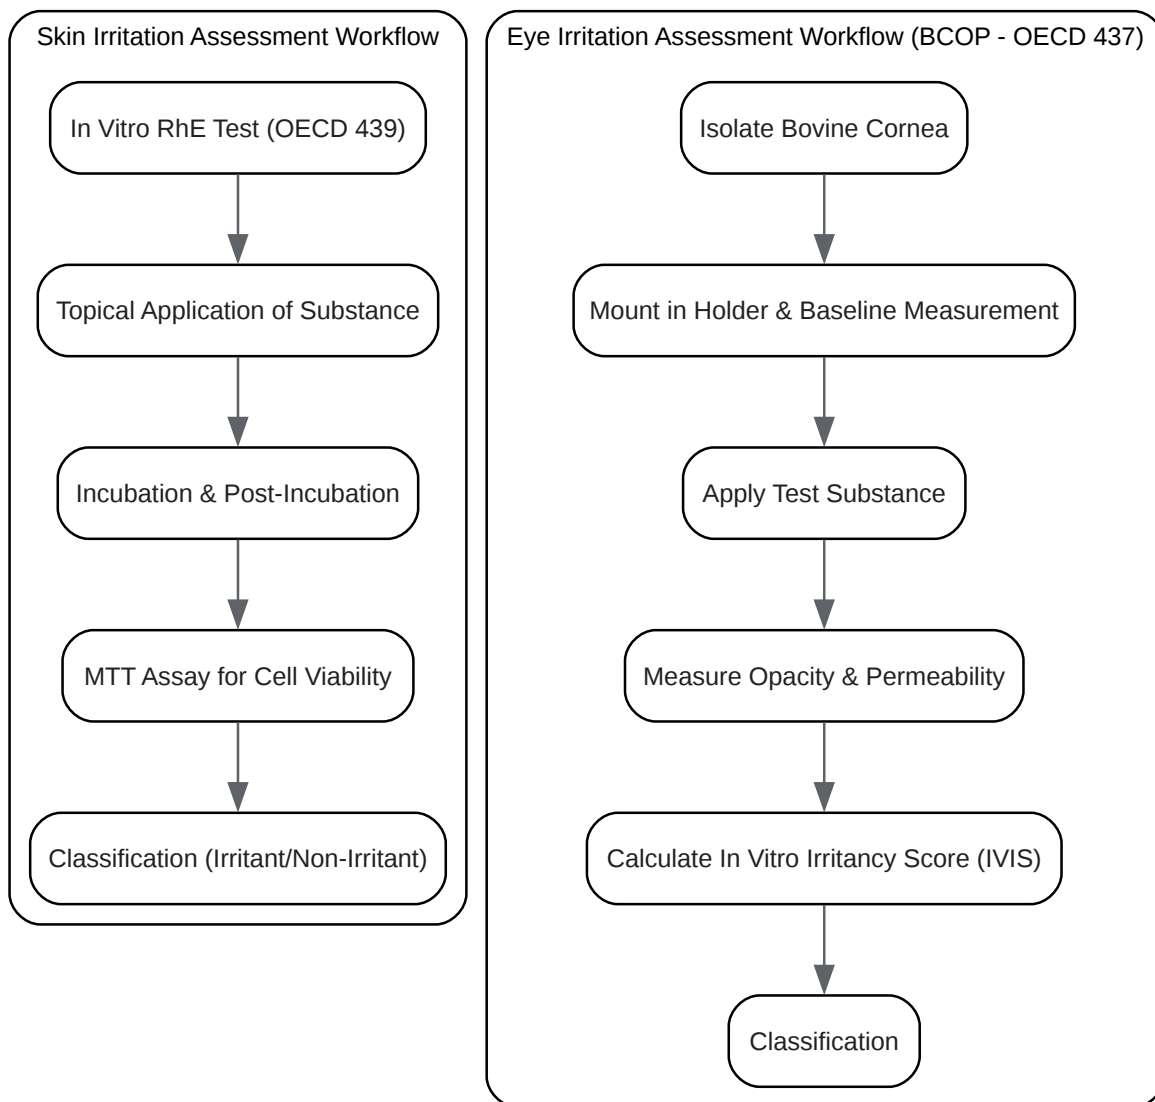 Skin Irritation Assessment Workflow
In Vitro RhE Test (OECD 439)
Topical Application of Substance
Incubation & Post-Incubation
MTT Assay for Cell Viability
Classification (Irritant/Non-Irritant)
Eye Irritation Assessment Workflow (BCOP - OECD 437)
Isolate Bovine Cornea
Mount in Holder & Baseline Measurement
Apply Test Substance
Measure Opacity & Permeability
Calculate In Vitro Irritancy Score (IVIS)
Classification